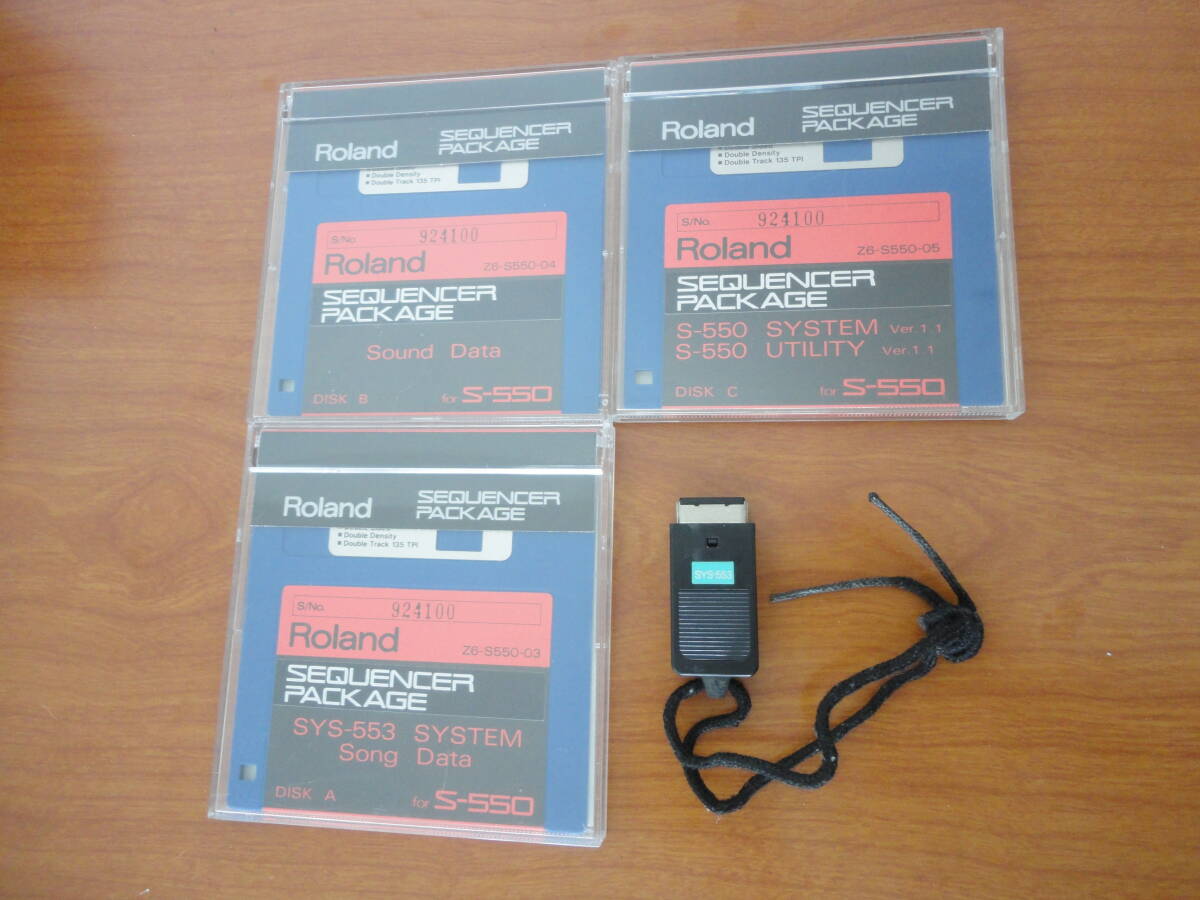 Roland SEQUENCER
PACKAGE
Double Density
Double Track 135 TPI
S/No. 924100
Roland Z6-S550-04
SEQUENCER
PACKAGE
Sound Data
DISK B for S-550
Roland SEQUENCER
PACKAGE
Double Density
Double Track 135 TPI
S/No. 924100
Roland Z6-S550-05
SEQUENCER
PACKAGE
S-550 SYSTEM Ver.1.1
S-550 UTILITY Ver.1.1
DISK C for S-550
Roland SEQUENCER
PACKAGE
Double Density
Double Track 135 TPI
S/No. 924100
Roland Z6-S550-03
SEQUENCER
PACKAGE
SYS-553 SYSTEM
Song Data
DISK A for S-550
SYS-553